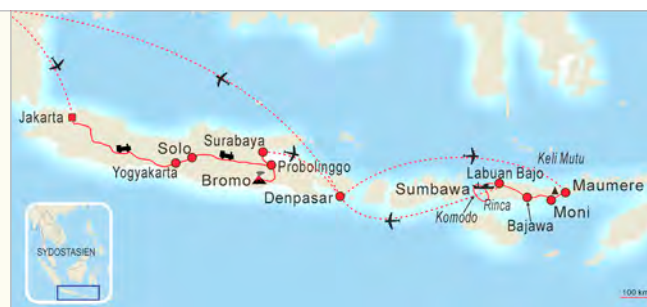 Jakarta
Solo
Surabaya
Yogyakarta
Probolinggo
Bromo
Denpasar
Keli Mutu
Labuan Bajo
Sumbawa
Maumere
Rinca
Komodo
Moni
Bajawa
SYDOSTASIEN
100 km